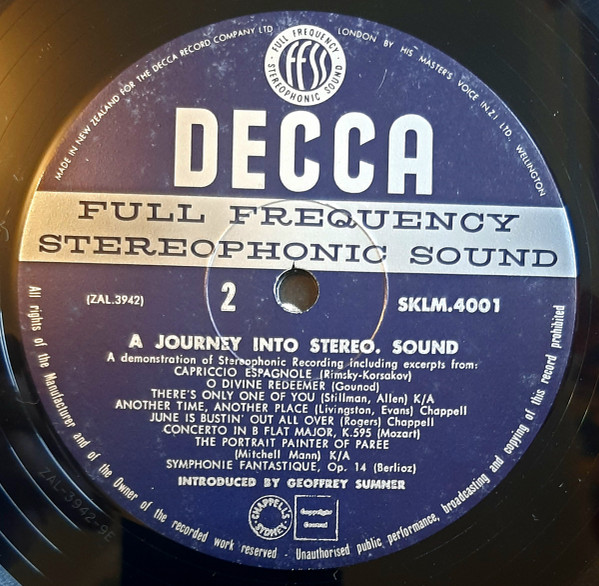 MADE IN NEW ZEALAND FOR THE DECCA RECORD COMPANY LTD LONDON BY HIS MASTER'S VOICE (N.Z.) LTD. WELLINGTON
FULL FREQUENCY
ffss
STEREOPHONIC SOUND
DECCA
FULL FREQUENCY
STEREOPHONIC SOUND
(ZAL.3942) 2 SKLM.4001
A JOURNEY INTO STEREO. SOUND
A demonstration of Stereophonic Recording including excerpts from:
CAPRICCIO ESPAGNOLE (Rimsky-Korsakov)
O DIVINE REDEEMER (Gounod)
THERE'S ONLY ONE OF YOU (Stillman, Allen) K/A
ANOTHER TIME, ANOTHER PLACE (Livingston, Evans) Chappell
JUNE IS BUSTIN' OUT ALL OVER (Rogers) Chappell
CONCERTO IN B FLAT MAJOR, K.595 (Mozart)
THE PORTRAIT PAINTER OF PAREE
(Mitchell Mann) K/A
SYMPHONIE FANTASTIQUE, Op. 14 (Berlioz)
INTRODUCED BY GEOFFREY SUMNER
CHAPPELLS
SYDNEY
Copyright
Control
All rights of the Manufacturer and of the Owner of the recorded work reserved - Unauthorised public performance, broadcasting and copying of this record prohibited
ZAL-3942-9E